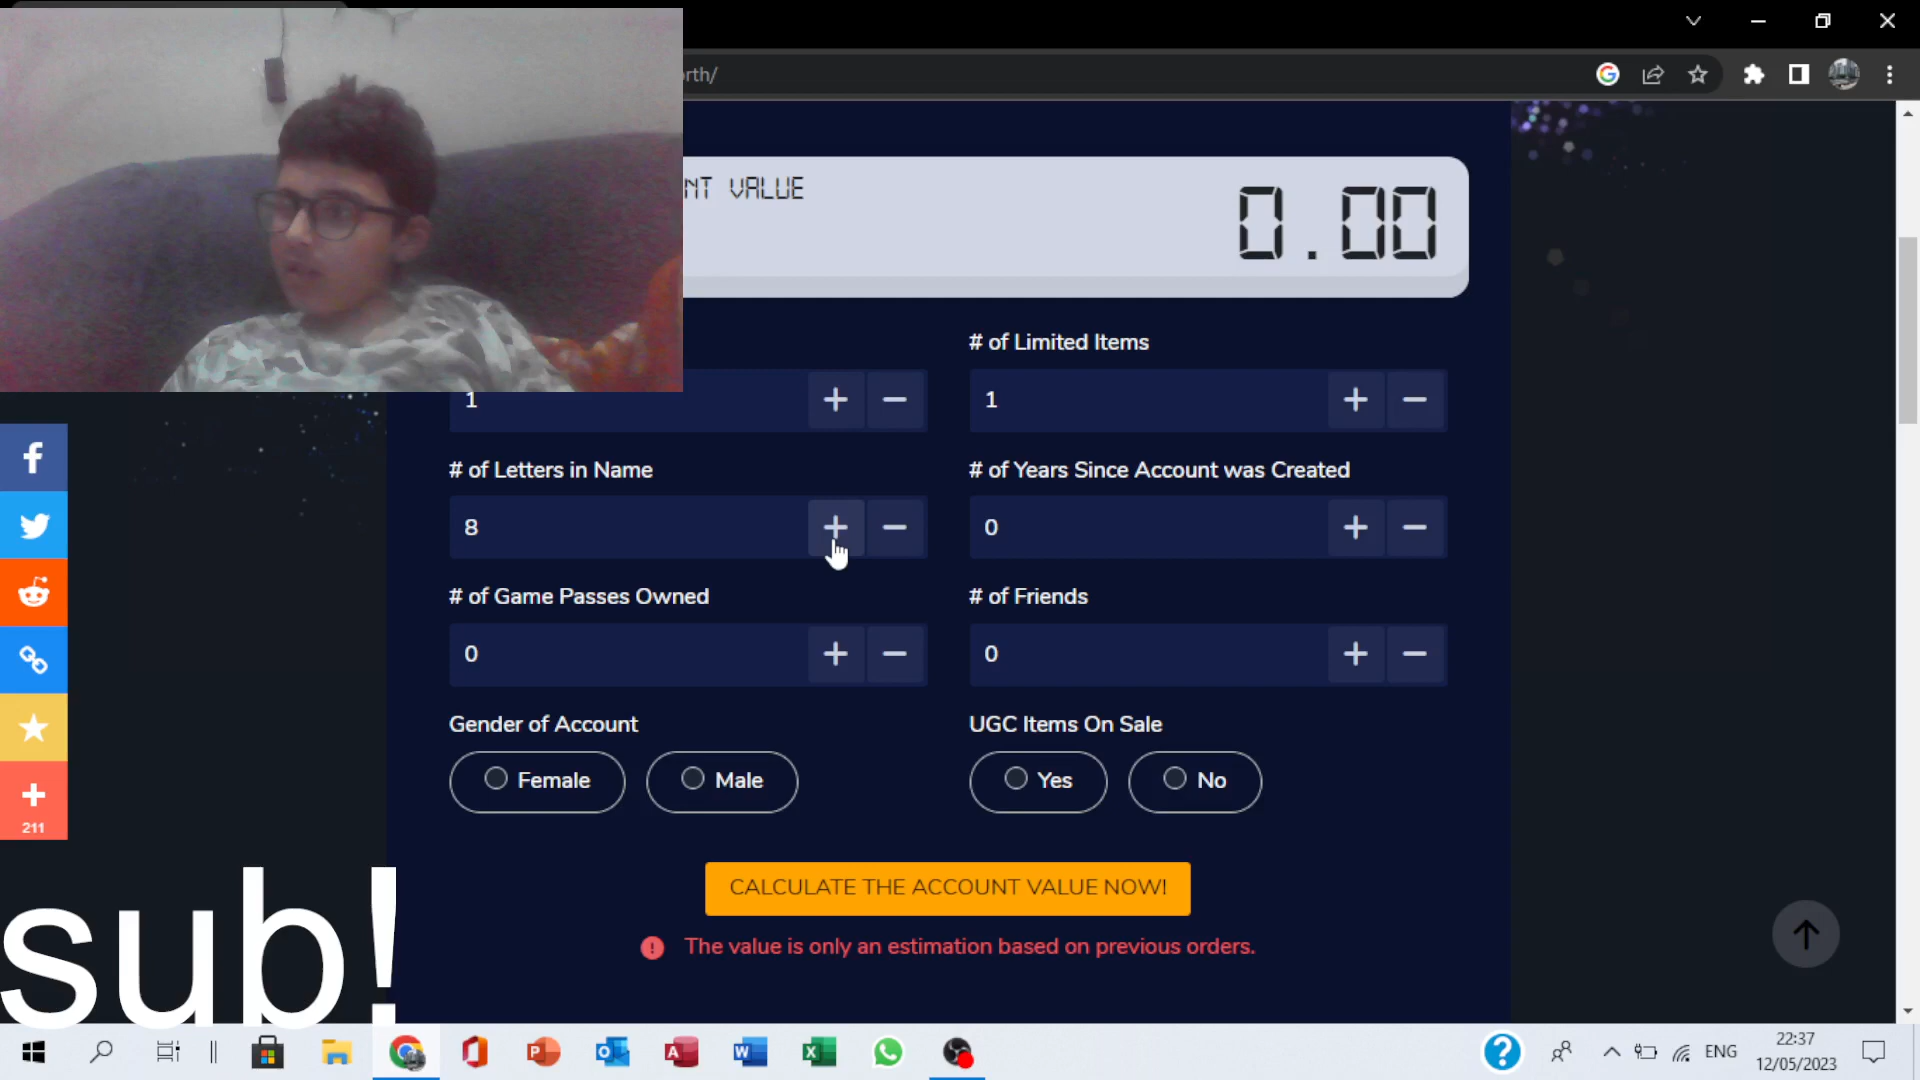 rth/
NT VALUE
0.00
# of Limited Items
1
1
# of Letters in Name
# of Years Since Account was Created
8
0
# of Game Passes Owned
# of Friends
0
0
Gender of Account
UGC Items On Sale
Female
Male
Yes
No
CALCULATE THE ACCOUNT VALUE NOW!
The value is only an estimation based on previous orders.
211
sub!
ENG
22:37
12/05/2023